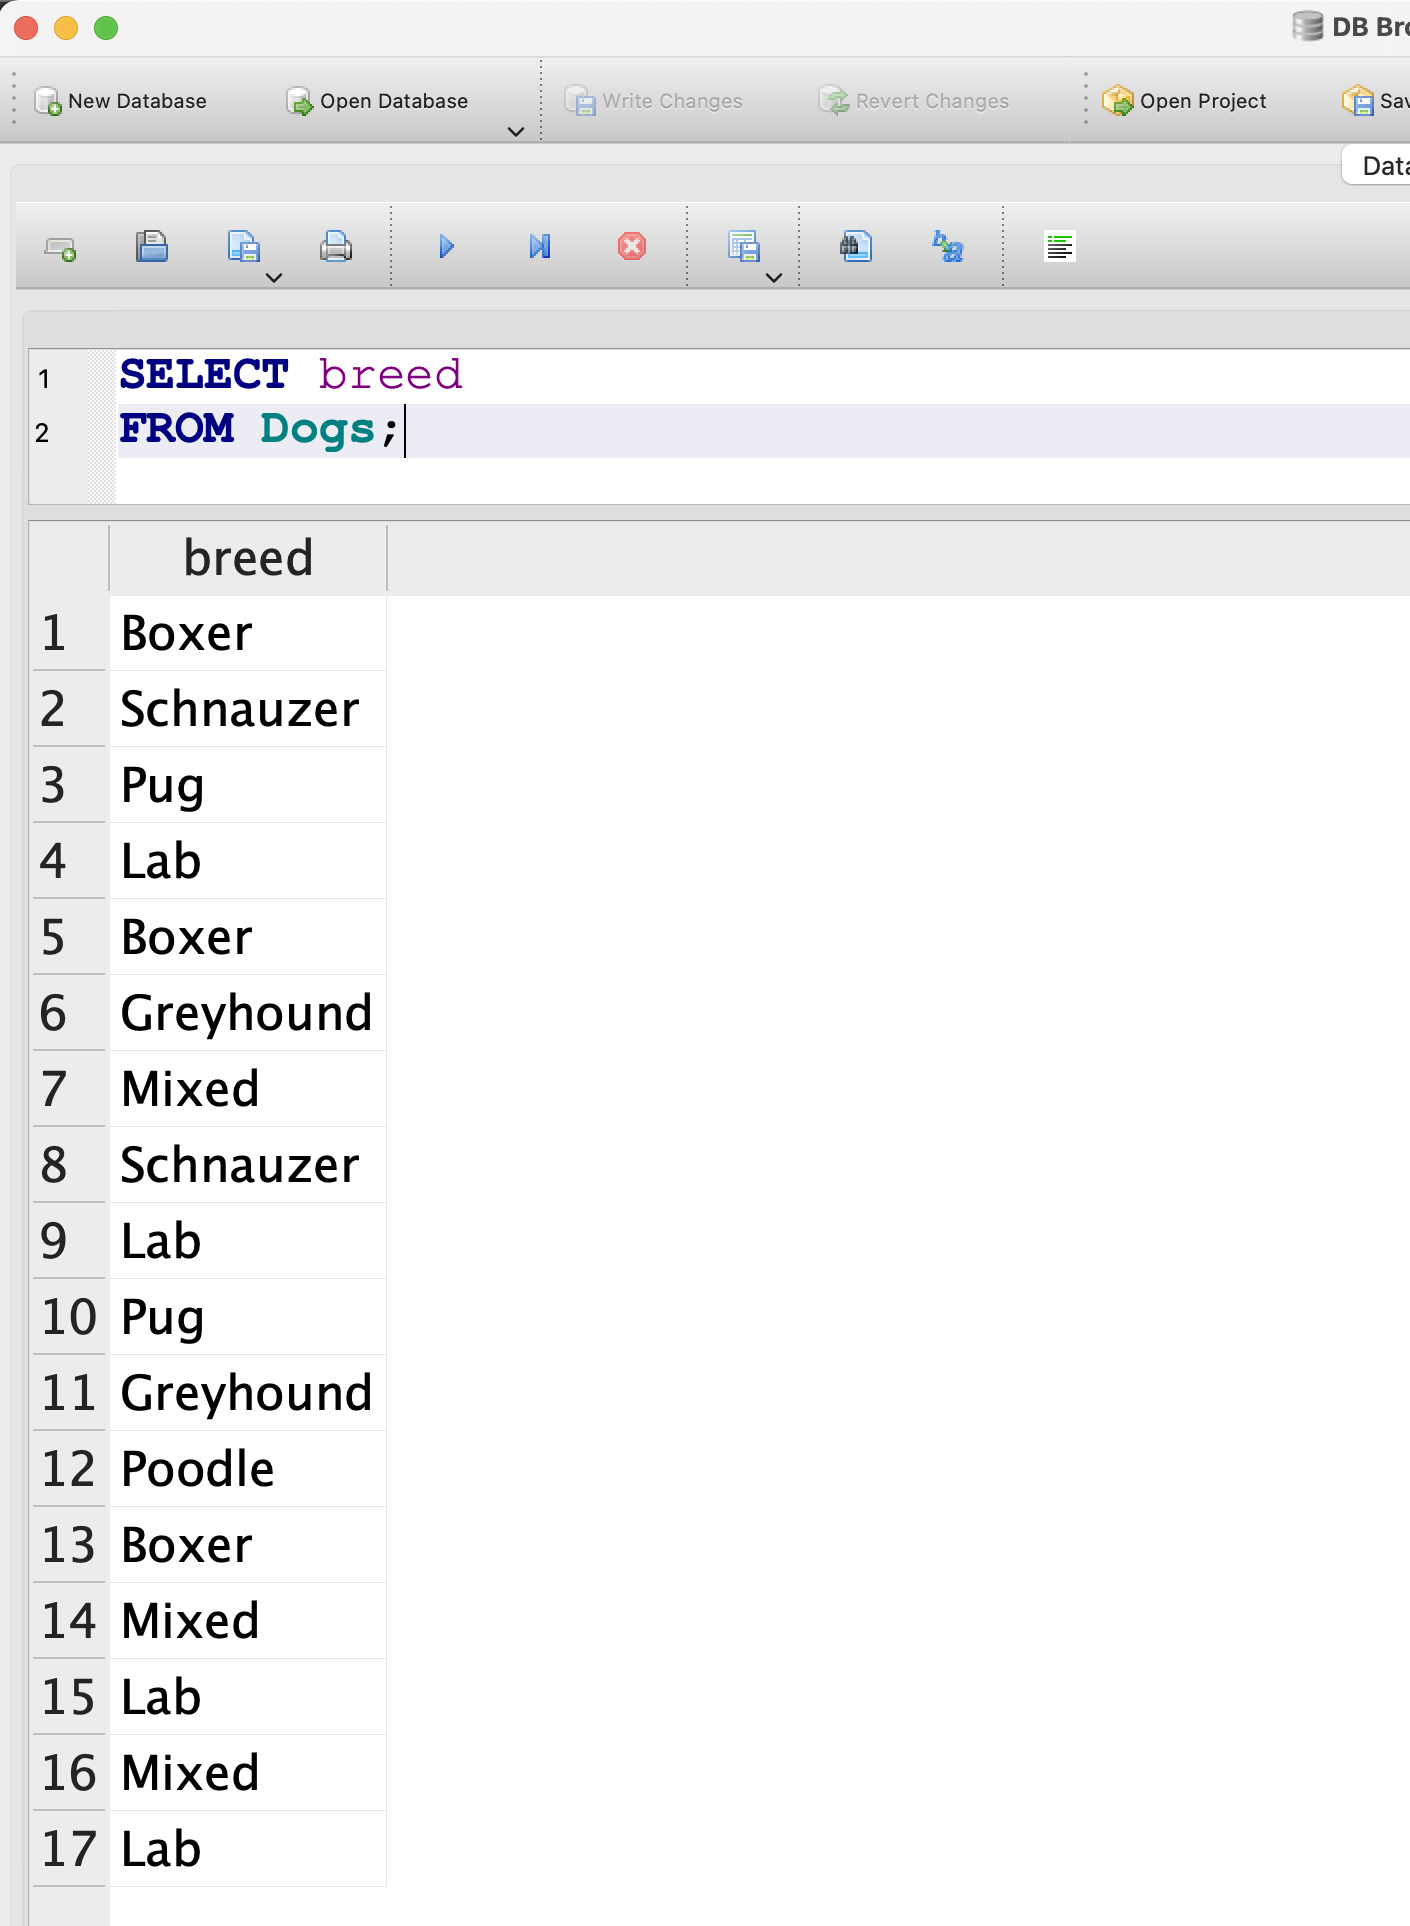 DB Bro
New Database Open Database Write Changes Revert Changes Open Project Sav
Data
1 SELECT breed
2 FROM Dogs;
breed
1 Boxer
2 Schnauzer
3 Pug
4 Lab
5 Boxer
6 Greyhound
7 Mixed
8 Schnauzer
9 Lab
10 Pug
11 Greyhound
12 Poodle
13 Boxer
14 Mixed
15 Lab
16 Mixed
17 Lab